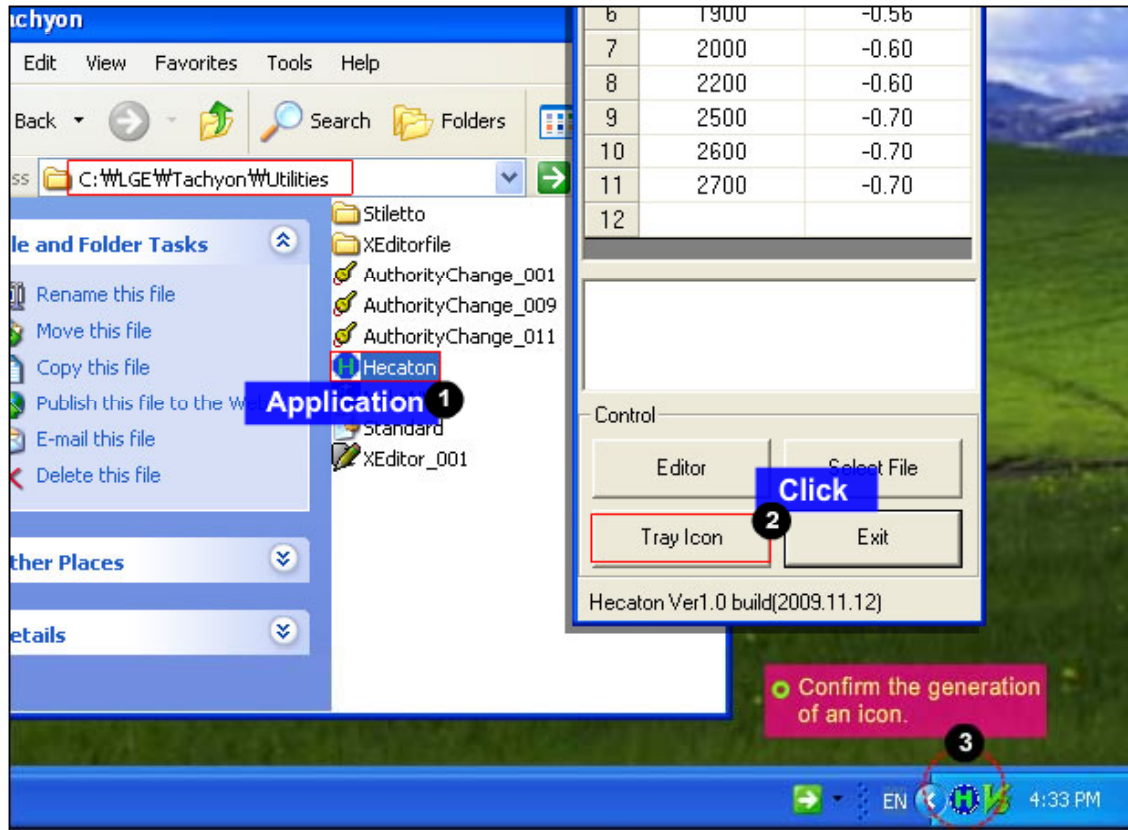 achyon
Edit View Favorites Tools Help
Back Search Folders
ss C:₩LGE₩Tachyon₩Utilities
le and Folder Tasks
Rename this file
Move this file
Copy this file
Publish this file to the We
E-mail this file
Delete this file
ther Places
etails
Stiletto
XEditorfile
AuthorityChange_001
AuthorityChange_009
AuthorityChange_011
Hecaton
Application 1
Standard
XEditor_001
6 1900 -0.56
7 2000 -0.60
8 2200 -0.60
9 2500 -0.70
10 2600 -0.70
11 2700 -0.70
12
Control
Editor Select File
Click
2
Tray Icon Exit
Hecaton Ver1.0 build(2009.11.12)
Confirm the generation
of an icon.
3
EN H 4:33 PM